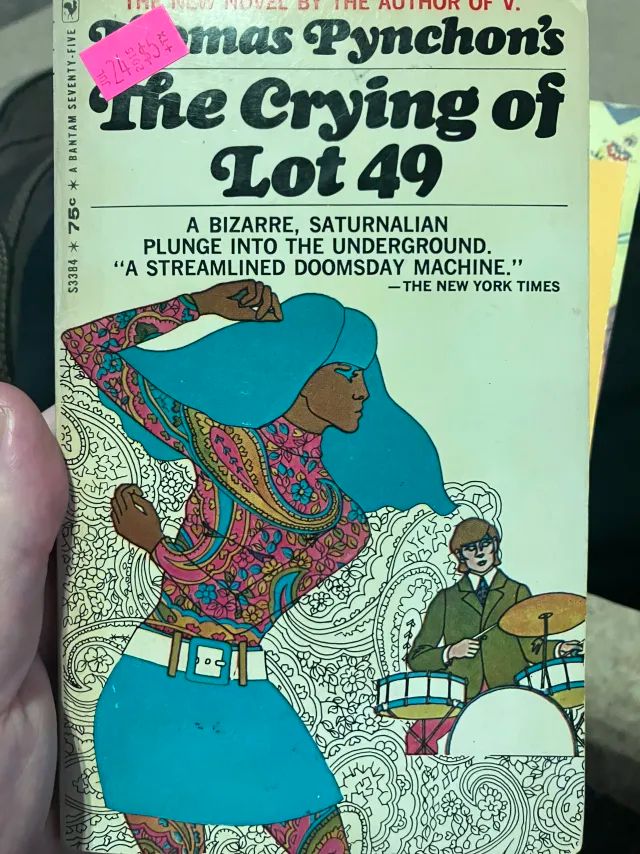 THE NEW NOVEL BY THE AUTHOR OF V.
Thomas Pynchon's
The Crying of
Lot 49
A BIZARRE, SATURNALIAN
PLUNGE INTO THE UNDERGROUND.
"A STREAMLINED DOOMSDAY MACHINE."
—THE NEW YORK TIMES
S3384 * 75¢ * A BANTAM SEVENTY-FIVE